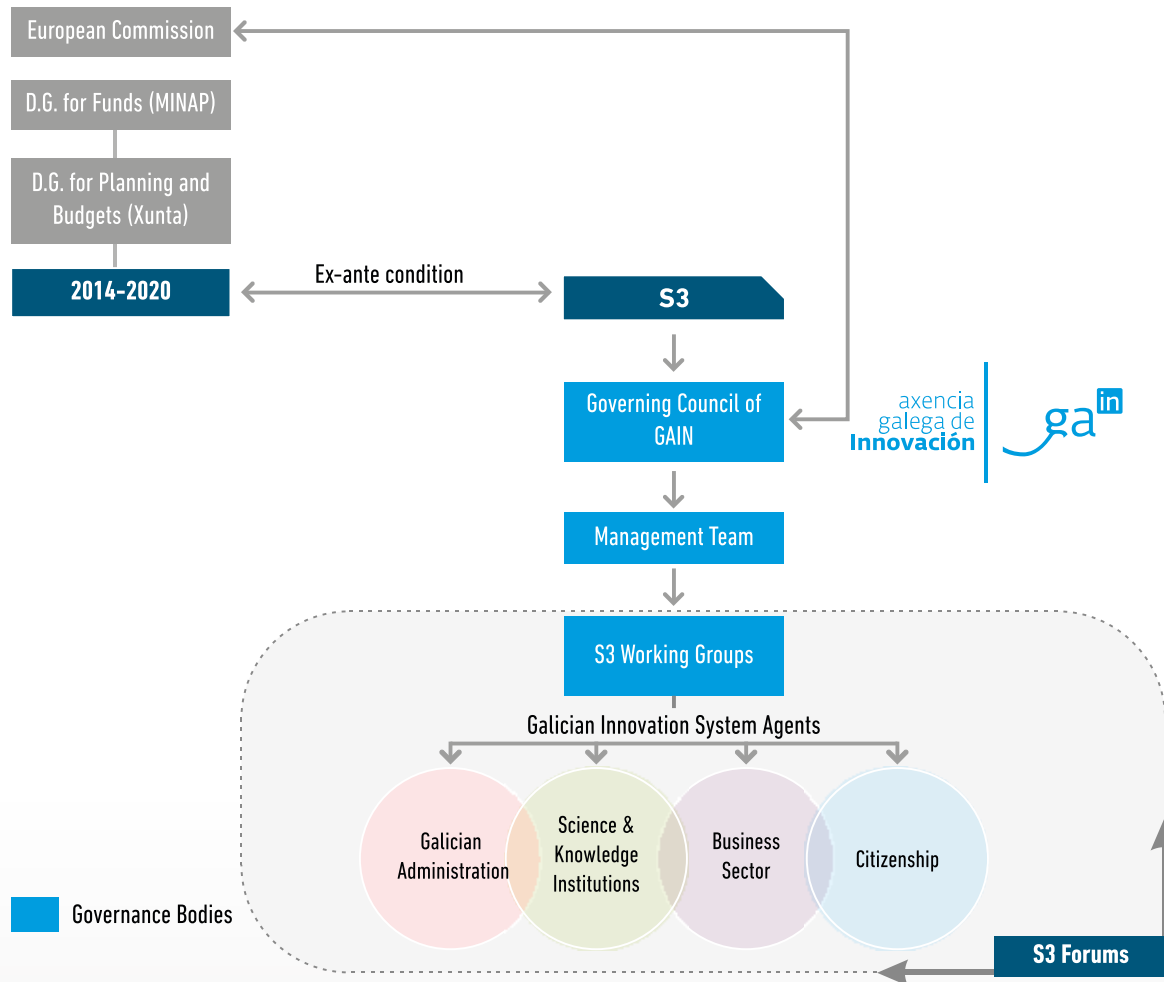 European Commission
D.G. for Funds (MINAP)
D.G. for Planning and
Budgets (Xunta)
2014-2020
Ex-ante condition
S3
Governing Council of
GAIN
axencia
galega de
Innovación
ga in
Management Team
S3 Working Groups
Galician Innovation System Agents
Galician
Administration
Science &
Knowledge
Institutions
Business
Sector
Citizenship
Governance Bodies
S3 Forums